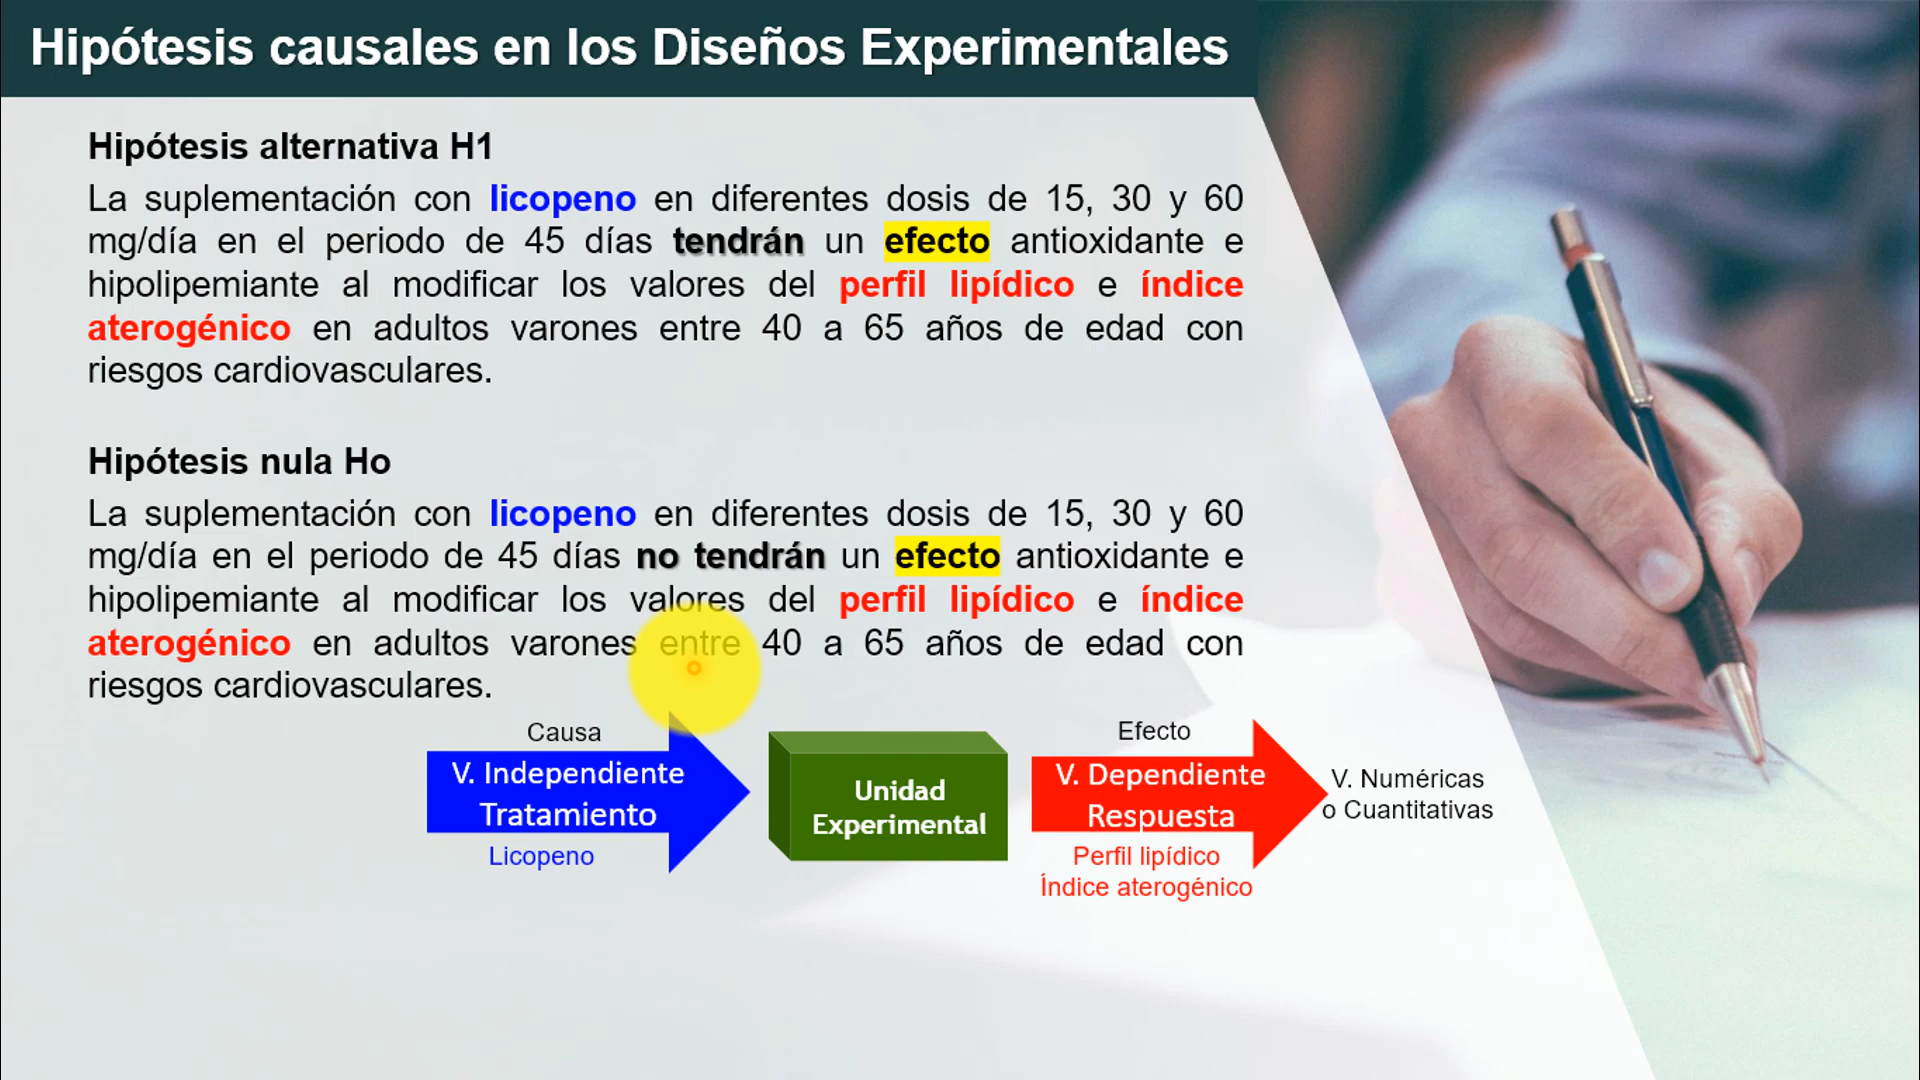 Hipótesis causales en los Diseños Experimentales
Hipótesis alternativa H1
La suplementación con licopeno en diferentes dosis de 15, 30 y 60
mg/día en el periodo de 45 días tendrán un efecto antioxidante e
hipolipemiante al modificar los valores del perfil lipídico e índice
aterogénico en adultos varones entre 40 a 65 años de edad con
riesgos cardiovasculares.
Hipótesis nula Ho
La suplementación con licopeno en diferentes dosis de 15, 30 y 60
mg/día en el periodo de 45 días no tendrán un efecto antioxidante e
hipolipemiante al modificar los valores del perfil lipídico e índice
aterogénico en adultos varones entre 40 a 65 años de edad con
riesgos cardiovasculares.
Causa
V. Independiente
Tratamiento
Licopeno
Unidad
Experimental
Efecto
V. Dependiente
Respuesta
Perfil lipídico
Índice aterogénico
V. Numéricas
o Cuantitativas